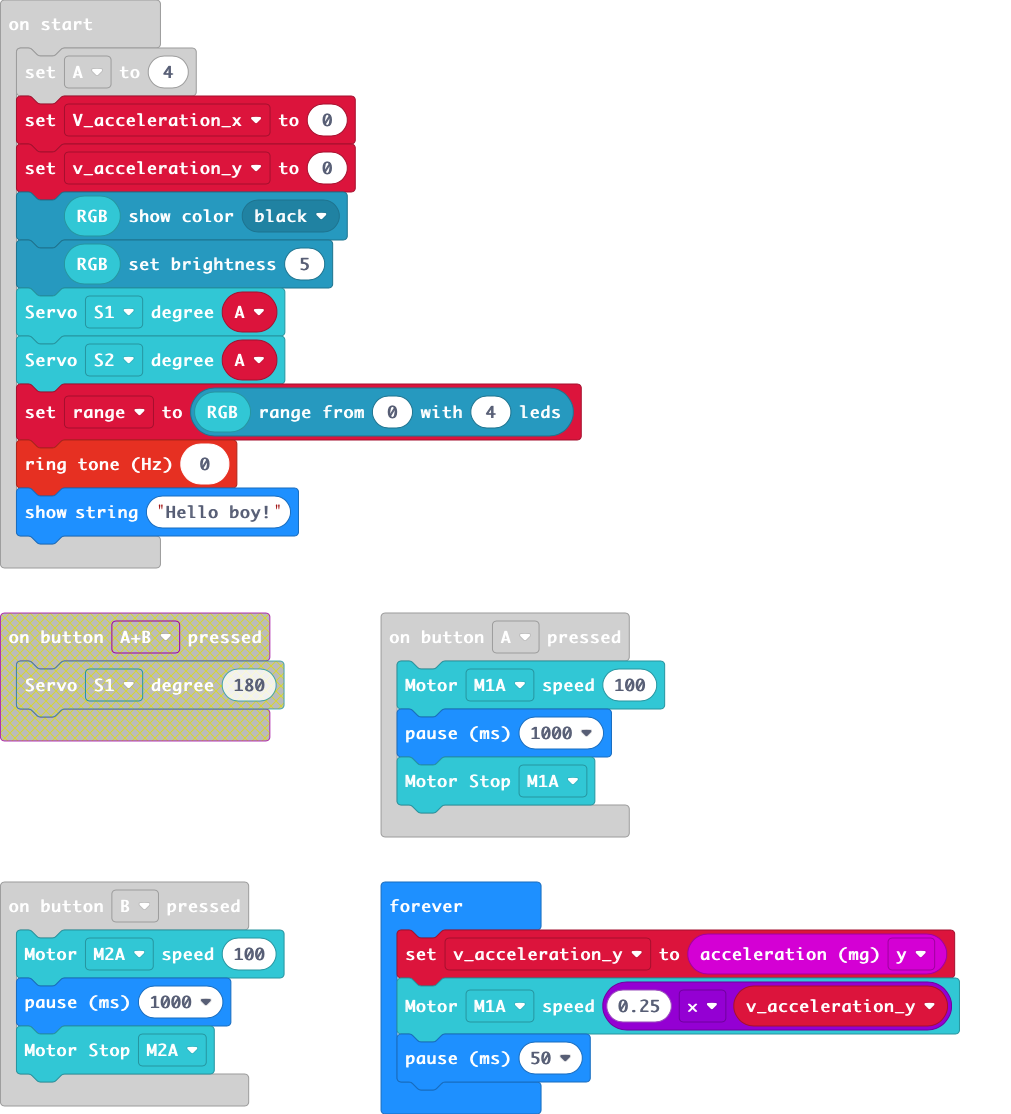 on start
set A to 4
set V_acceleration_x to 0
set v_acceleration_y to 0
RGB show color black
RGB set brightness 5
Servo S1 degree A
Servo S2 degree A
set range to RGB range from 0 with 4 leds
ring tone (Hz) 0
show string "Hello boy!"
on button A+B pressed
Servo S1 degree 180
on button A pressed
Motor M1A speed 100
pause (ms) 1000
Motor Stop M1A
on button B pressed
Motor M2A speed 100
pause (ms) 1000
Motor Stop M2A
forever
set v_acceleration_y to acceleration (mg) y
Motor M1A speed 0.25 x v_acceleration_y
pause (ms) 50